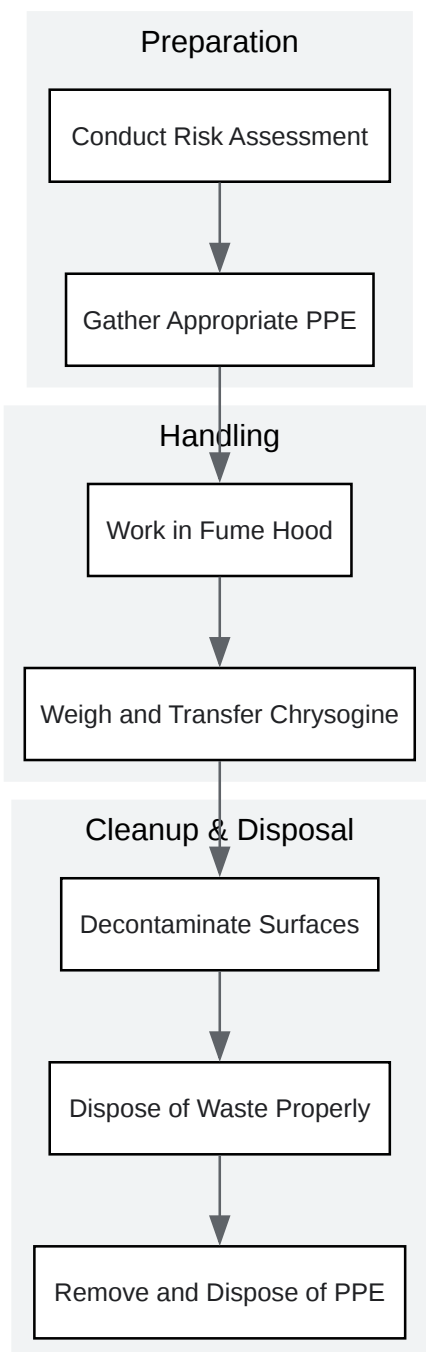 Preparation
Conduct Risk Assessment
Gather Appropriate PPE
Handling
Work in Fume Hood
Weigh and Transfer Chrysogine
Cleanup & Disposal
Decontaminate Surfaces
Dispose of Waste Properly
Remove and Dispose of PPE